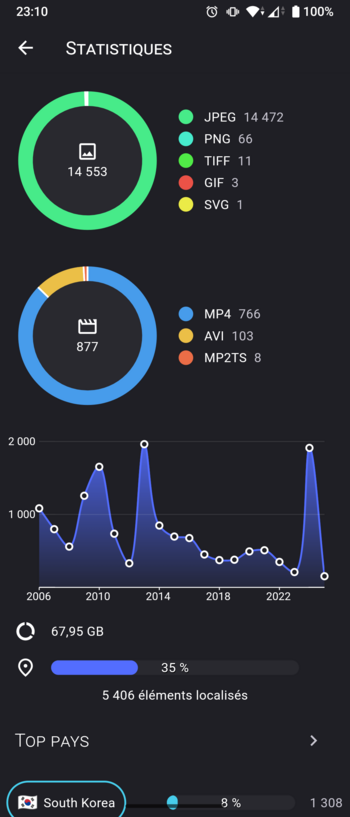 23:10
100%
STATISTIQUES
14 553
JPEG 14 472
PNG 66
TIFF 11
GIF 3
SVG 1
877
MP4 766
AVI 103
MP2TS 8
2 000
1 000
2006 2010 2014 2018 2022
67,95 GB
35 %
5 406 éléments localisés
TOP PAYS
South Korea 8 % 1 308